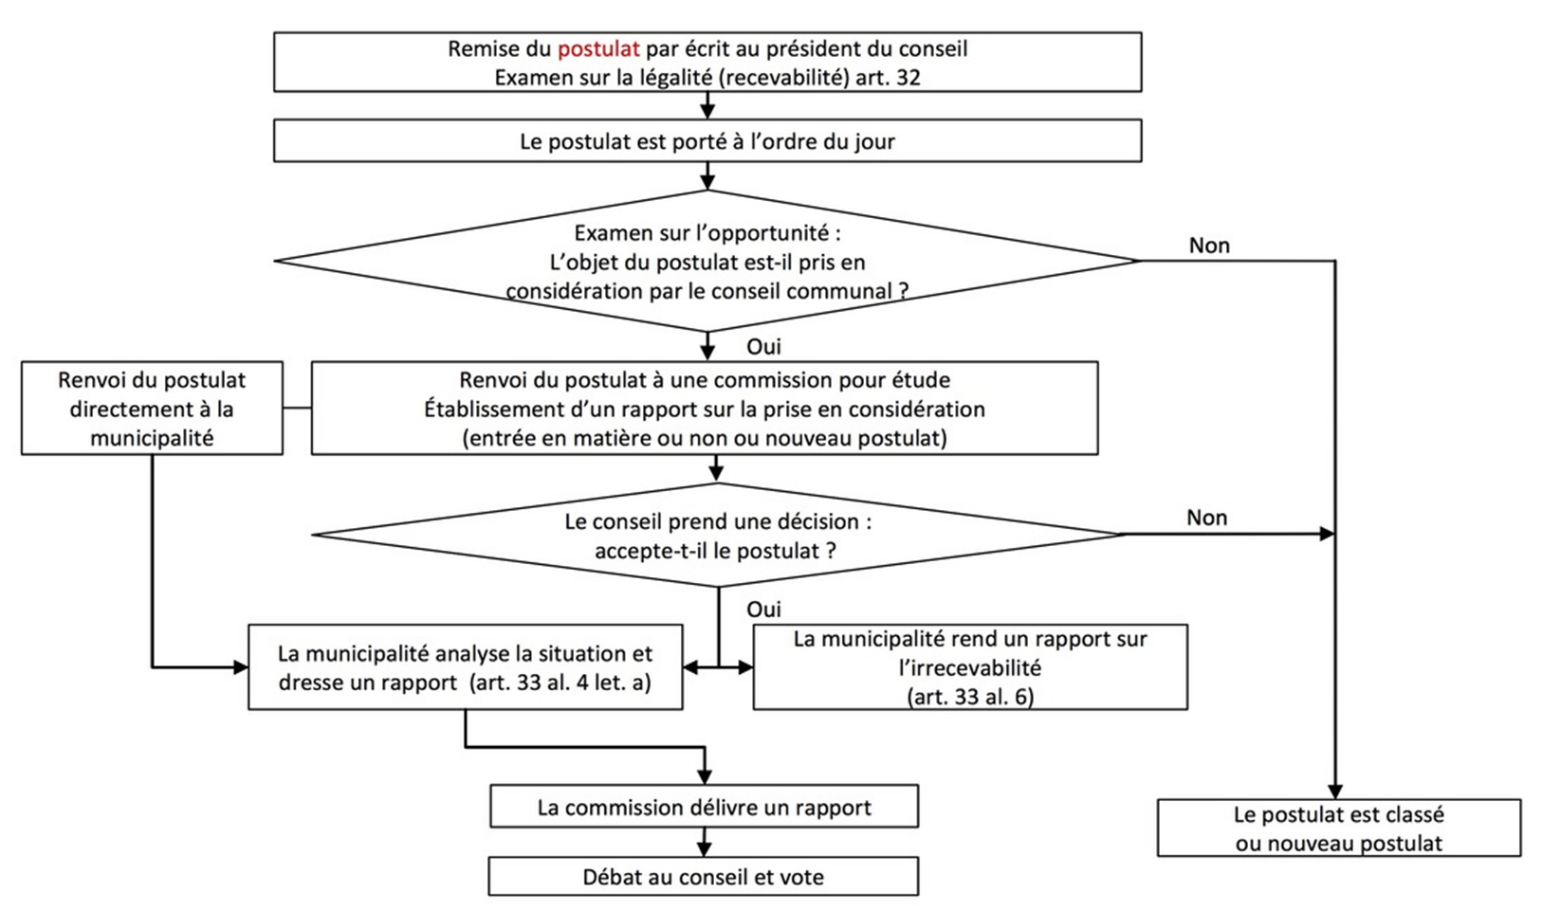 Remise du postulat par écrit au président du conseil
Examen sur la légalité (recevabilité) art. 32
Le postulat est porté à l’ordre du jour
Examen sur l’opportunité :
L’objet du postulat est-il pris en
considération par le conseil communal ?
Non
Oui
Renvoi du postulat
directement à la
municipalité
Renvoi du postulat à une commission pour étude
Établissement d’un rapport sur la prise en considération
(entrée en matière ou non ou nouveau postulat)
Le conseil prend une décision :
accepte-t-il le postulat ?
Non
Oui
La municipalité analyse la situation et
dresse un rapport (art. 33 al. 4 let. a)
La municipalité rend un rapport sur
l’irrecevabilité
(art. 33 al. 6)
La commission délivre un rapport
Débat au conseil et vote
Le postulat est classé
ou nouveau postulat